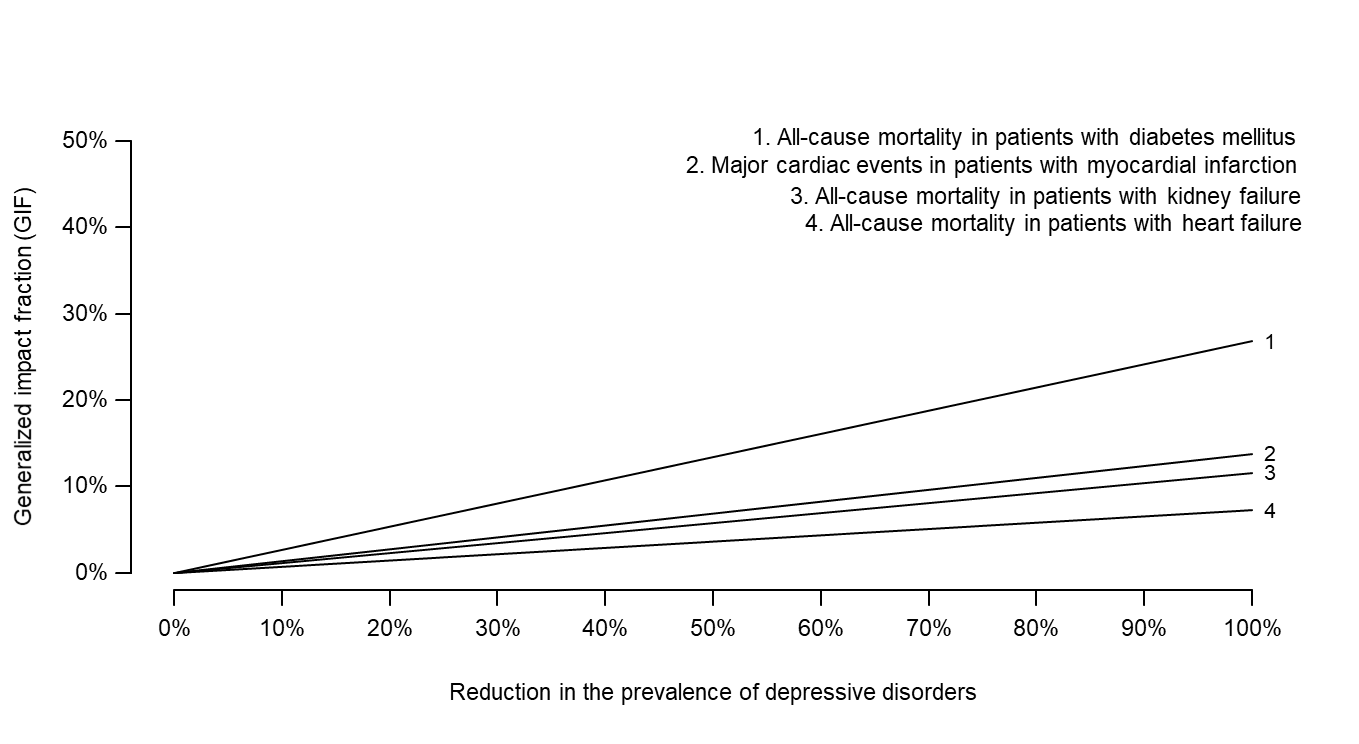 50%
1. All-cause mortality in patients with diabetes mellitus
2. Major cardiac events in patients with myocardial infarction
3. All-cause mortality in patients with kidney failure
4. All-cause mortality in patients with heart failure
40%
30%
20%
10%
0%
Generalized impact fraction (GIF)
1
2
3
4
0% 10% 20% 30% 40% 50% 60% 70% 80% 90% 100%
Reduction in the prevalence of depressive disorders